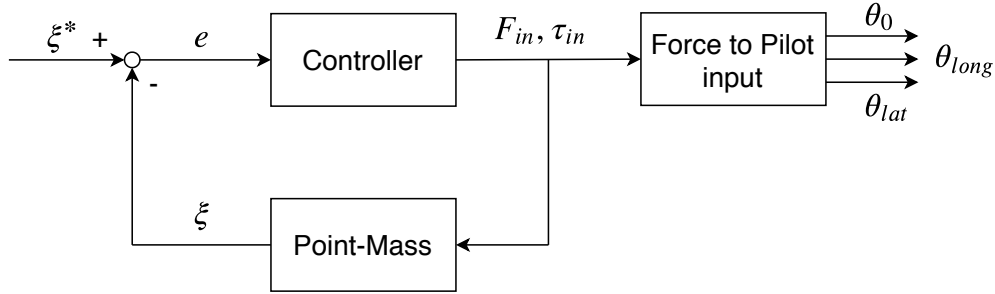 ξ* +
e
-
Controller
F_in, τ_in
Force to Pilot
input
θ_0
θ_long
θ_lat
ξ
Point-Mass